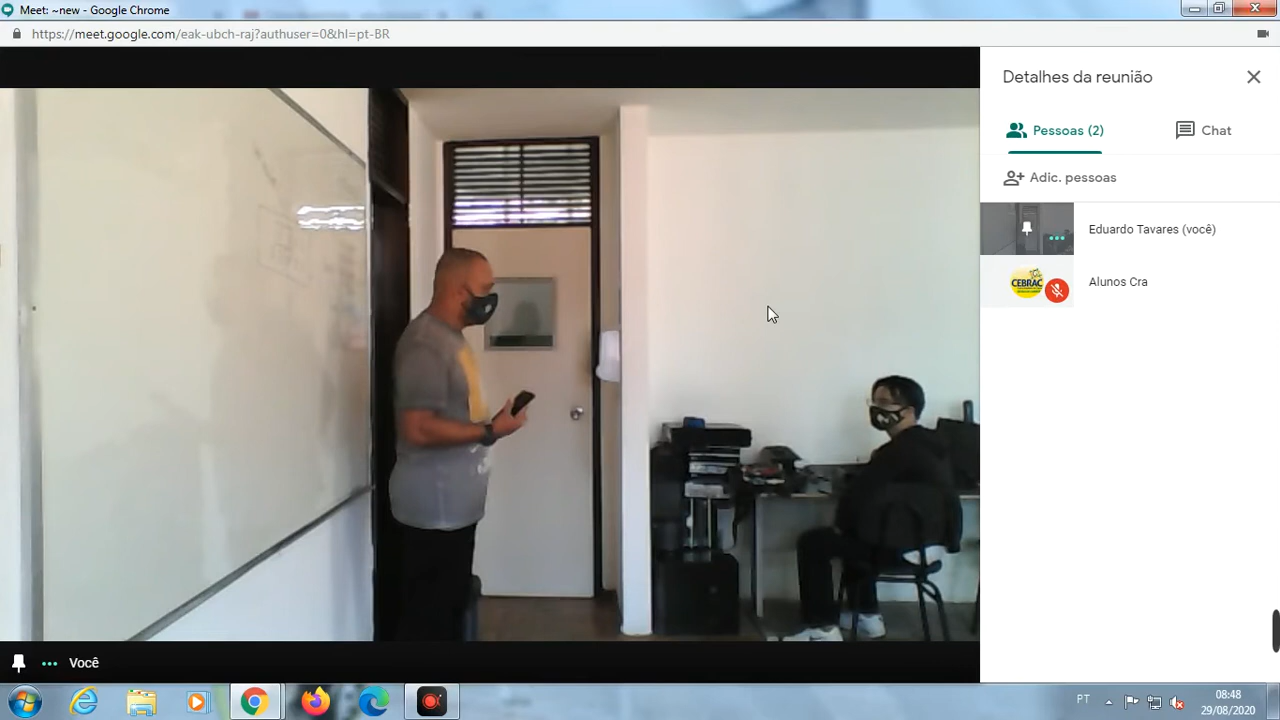 Meet: ~new - Google Chrome
https://meet.google.com/eak-ubch-raj?authuser=0&hl=pt-BR
Detalhes da reunião
Pessoas (2)
Chat
Adic. pessoas
Eduardo Tavares (você)
CEBRAC
Alunos Cra
Você
PT
08:48
29/08/2020